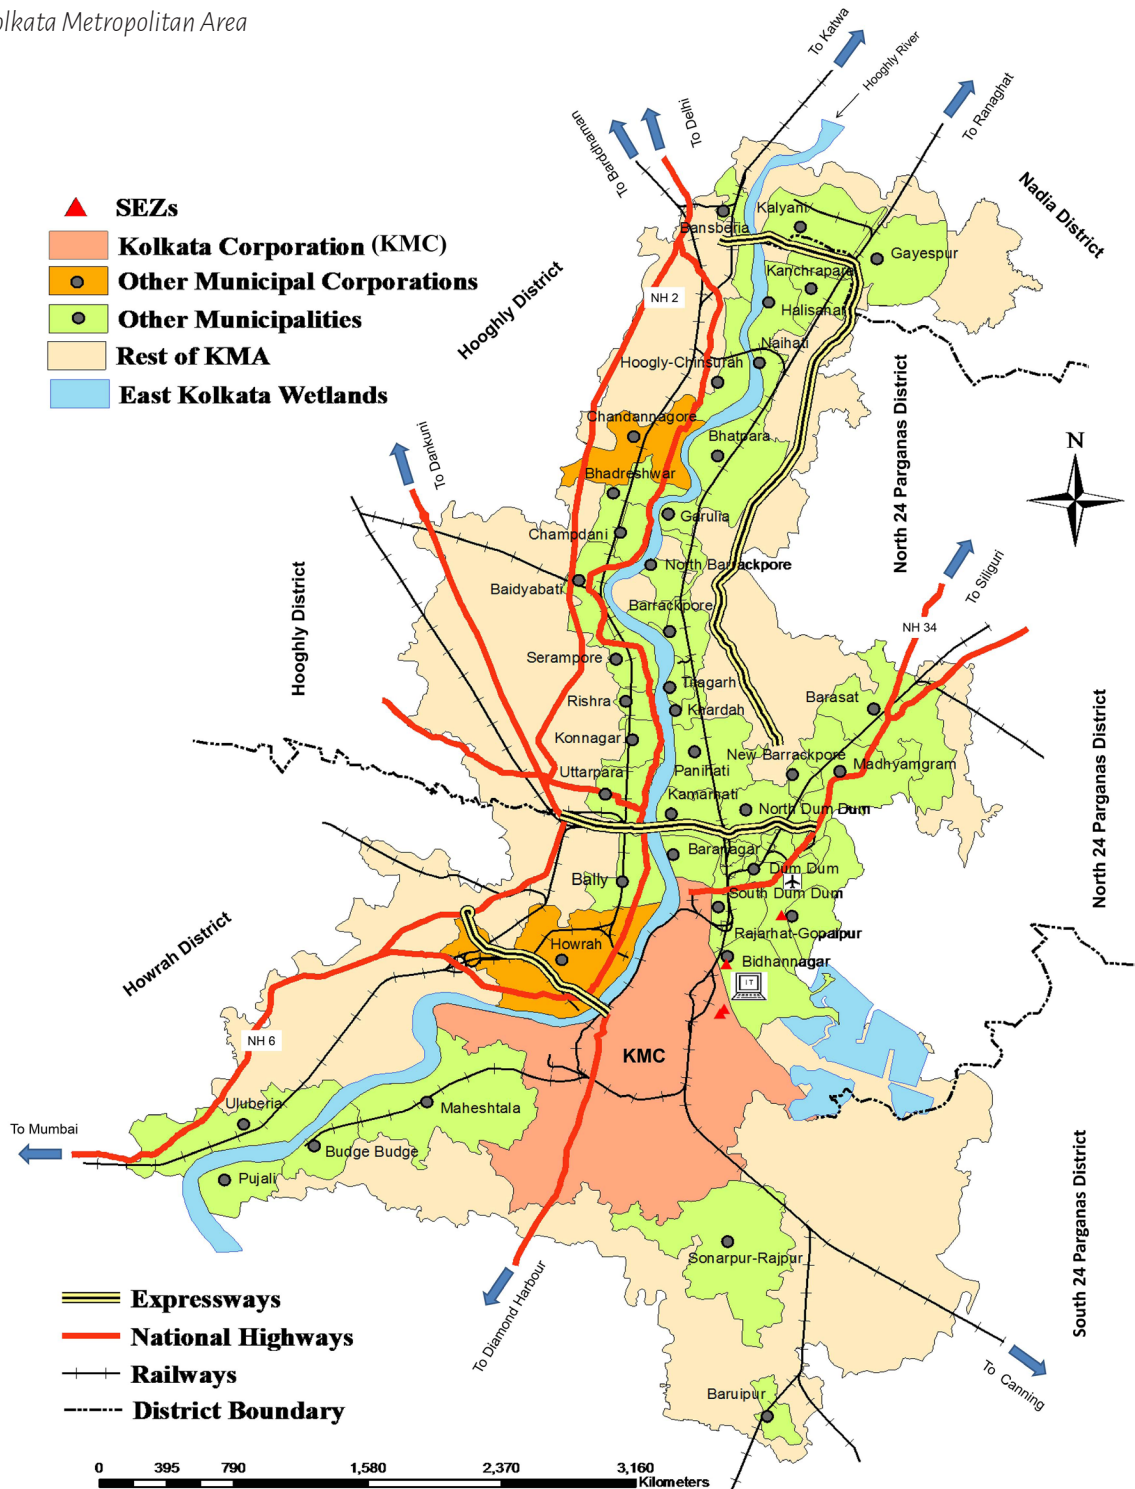 olkata Metropolitan Area
To Katwa
Hooghly River
To Delhi
To Barddhaman
To Ranaghat
Nadia District
SEZs
Kolkata Corporation (KMC)
Other Municipal Corporations
Other Municipalities
Rest of KMA
East Kolkata Wetlands
Kalyani
Bansberia
Gayespur
Kanchrapara
Hooghly District
NH 2
Halisahar
Naihati
Hoogly-Chinsurah
Chandannagore
North 24 Parganas District
Bhatpara
To Dankuni
Bhadreshwar
N
Garulia
Champdani
North Barrackpore
Baidyabati
Barrackpore
To Siliguri
NH 34
Hooghly District
Serampore
Titagarh
Rishra
Khardah
Barasat
Konnagar
New Barrackpore
Uttarpara
Panihati
Madhyamgram
North 24 Parganas District
Kamarhati
North Dum Dum
Baranagar
Dum Dum
Bally
South Dum Dum
Howrah District
Howrah
Rajarhat-Gopalpur
Bidhannagar
IT
NH 6
KMC
Uluberia
Maheshtala
To Mumbai
Budge Budge
Pujali
South 24 Parganas District
Sonarpur-Rajpur
Expressways
National Highways
Railways
District Boundary
To Diamond Harbour
To Canning
Baruipur
0 395 790 1,580 2,370 3,160
Kilometers